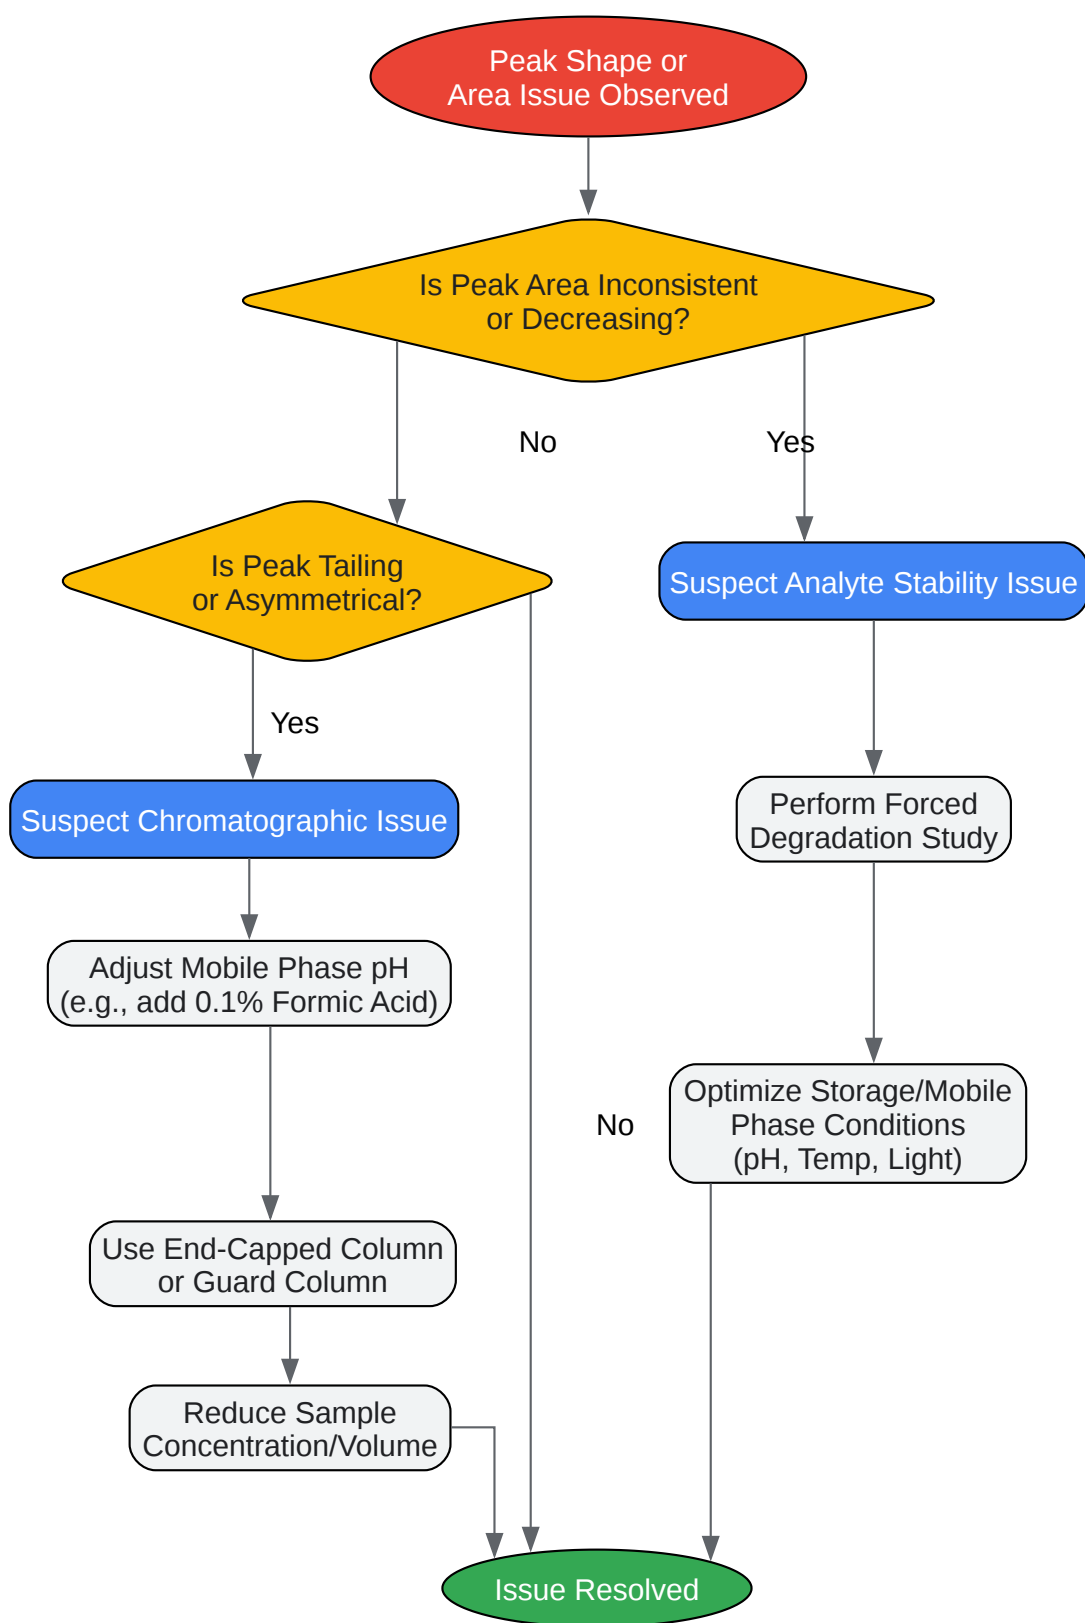 Peak Shape or
Area Issue Observed
Is Peak Area Inconsistent
or Decreasing?
No
Yes
Is Peak Tailing
or Asymmetrical?
Suspect Analyte Stability Issue
Yes
Suspect Chromatographic Issue
Perform Forced
Degradation Study
Adjust Mobile Phase pH
(e.g., add 0.1% Formic Acid)
No
Optimize Storage/Mobile
Phase Conditions
(pH, Temp, Light)
Use End-Capped Column
or Guard Column
Reduce Sample
Concentration/Volume
Issue Resolved